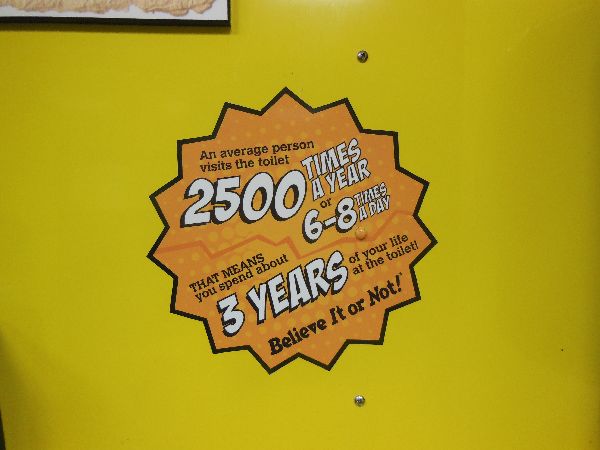 An average person
visits the toilet
2500 TIMES
A YEAR
or
6-8 TIMES
A DAY
THAT MEANS
you spend about
3 YEARS of your life
at the toilet!
Believe It or Not!